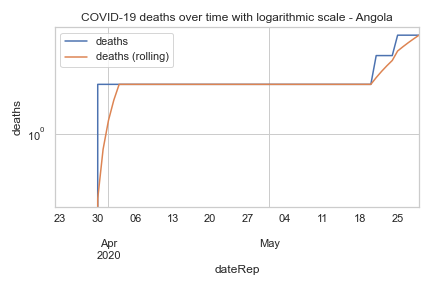 COVID-19 deaths over time with logarithmic scale - Angola
deaths
deaths (rolling)
deaths
10⁰
23 30 06 13 20 27 04 11 18 25
Apr May
2020
dateRep